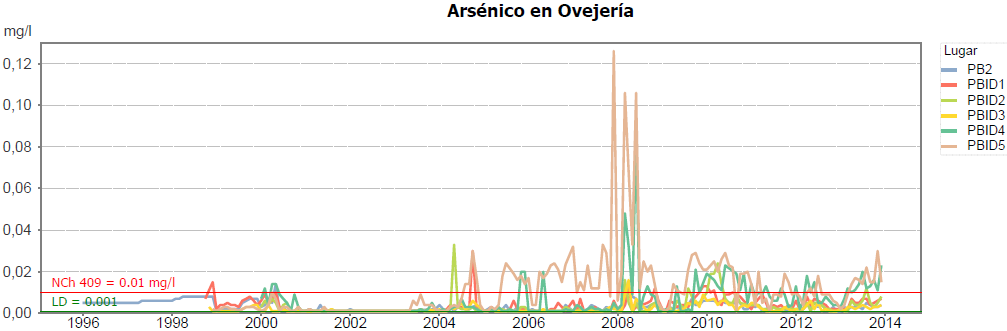 Arsénico en Ovejería
mg/l
0,12
0,10
0,08
0,06
0,04
0,02
0,00
NCh 409 = 0.01 mg/l
LD = 0.001
1996 1998 2000 2002 2004 2006 2008 2010 2012 2014
Lugar
PB2
PBID1
PBID2
PBID3
PBID4
PBID5